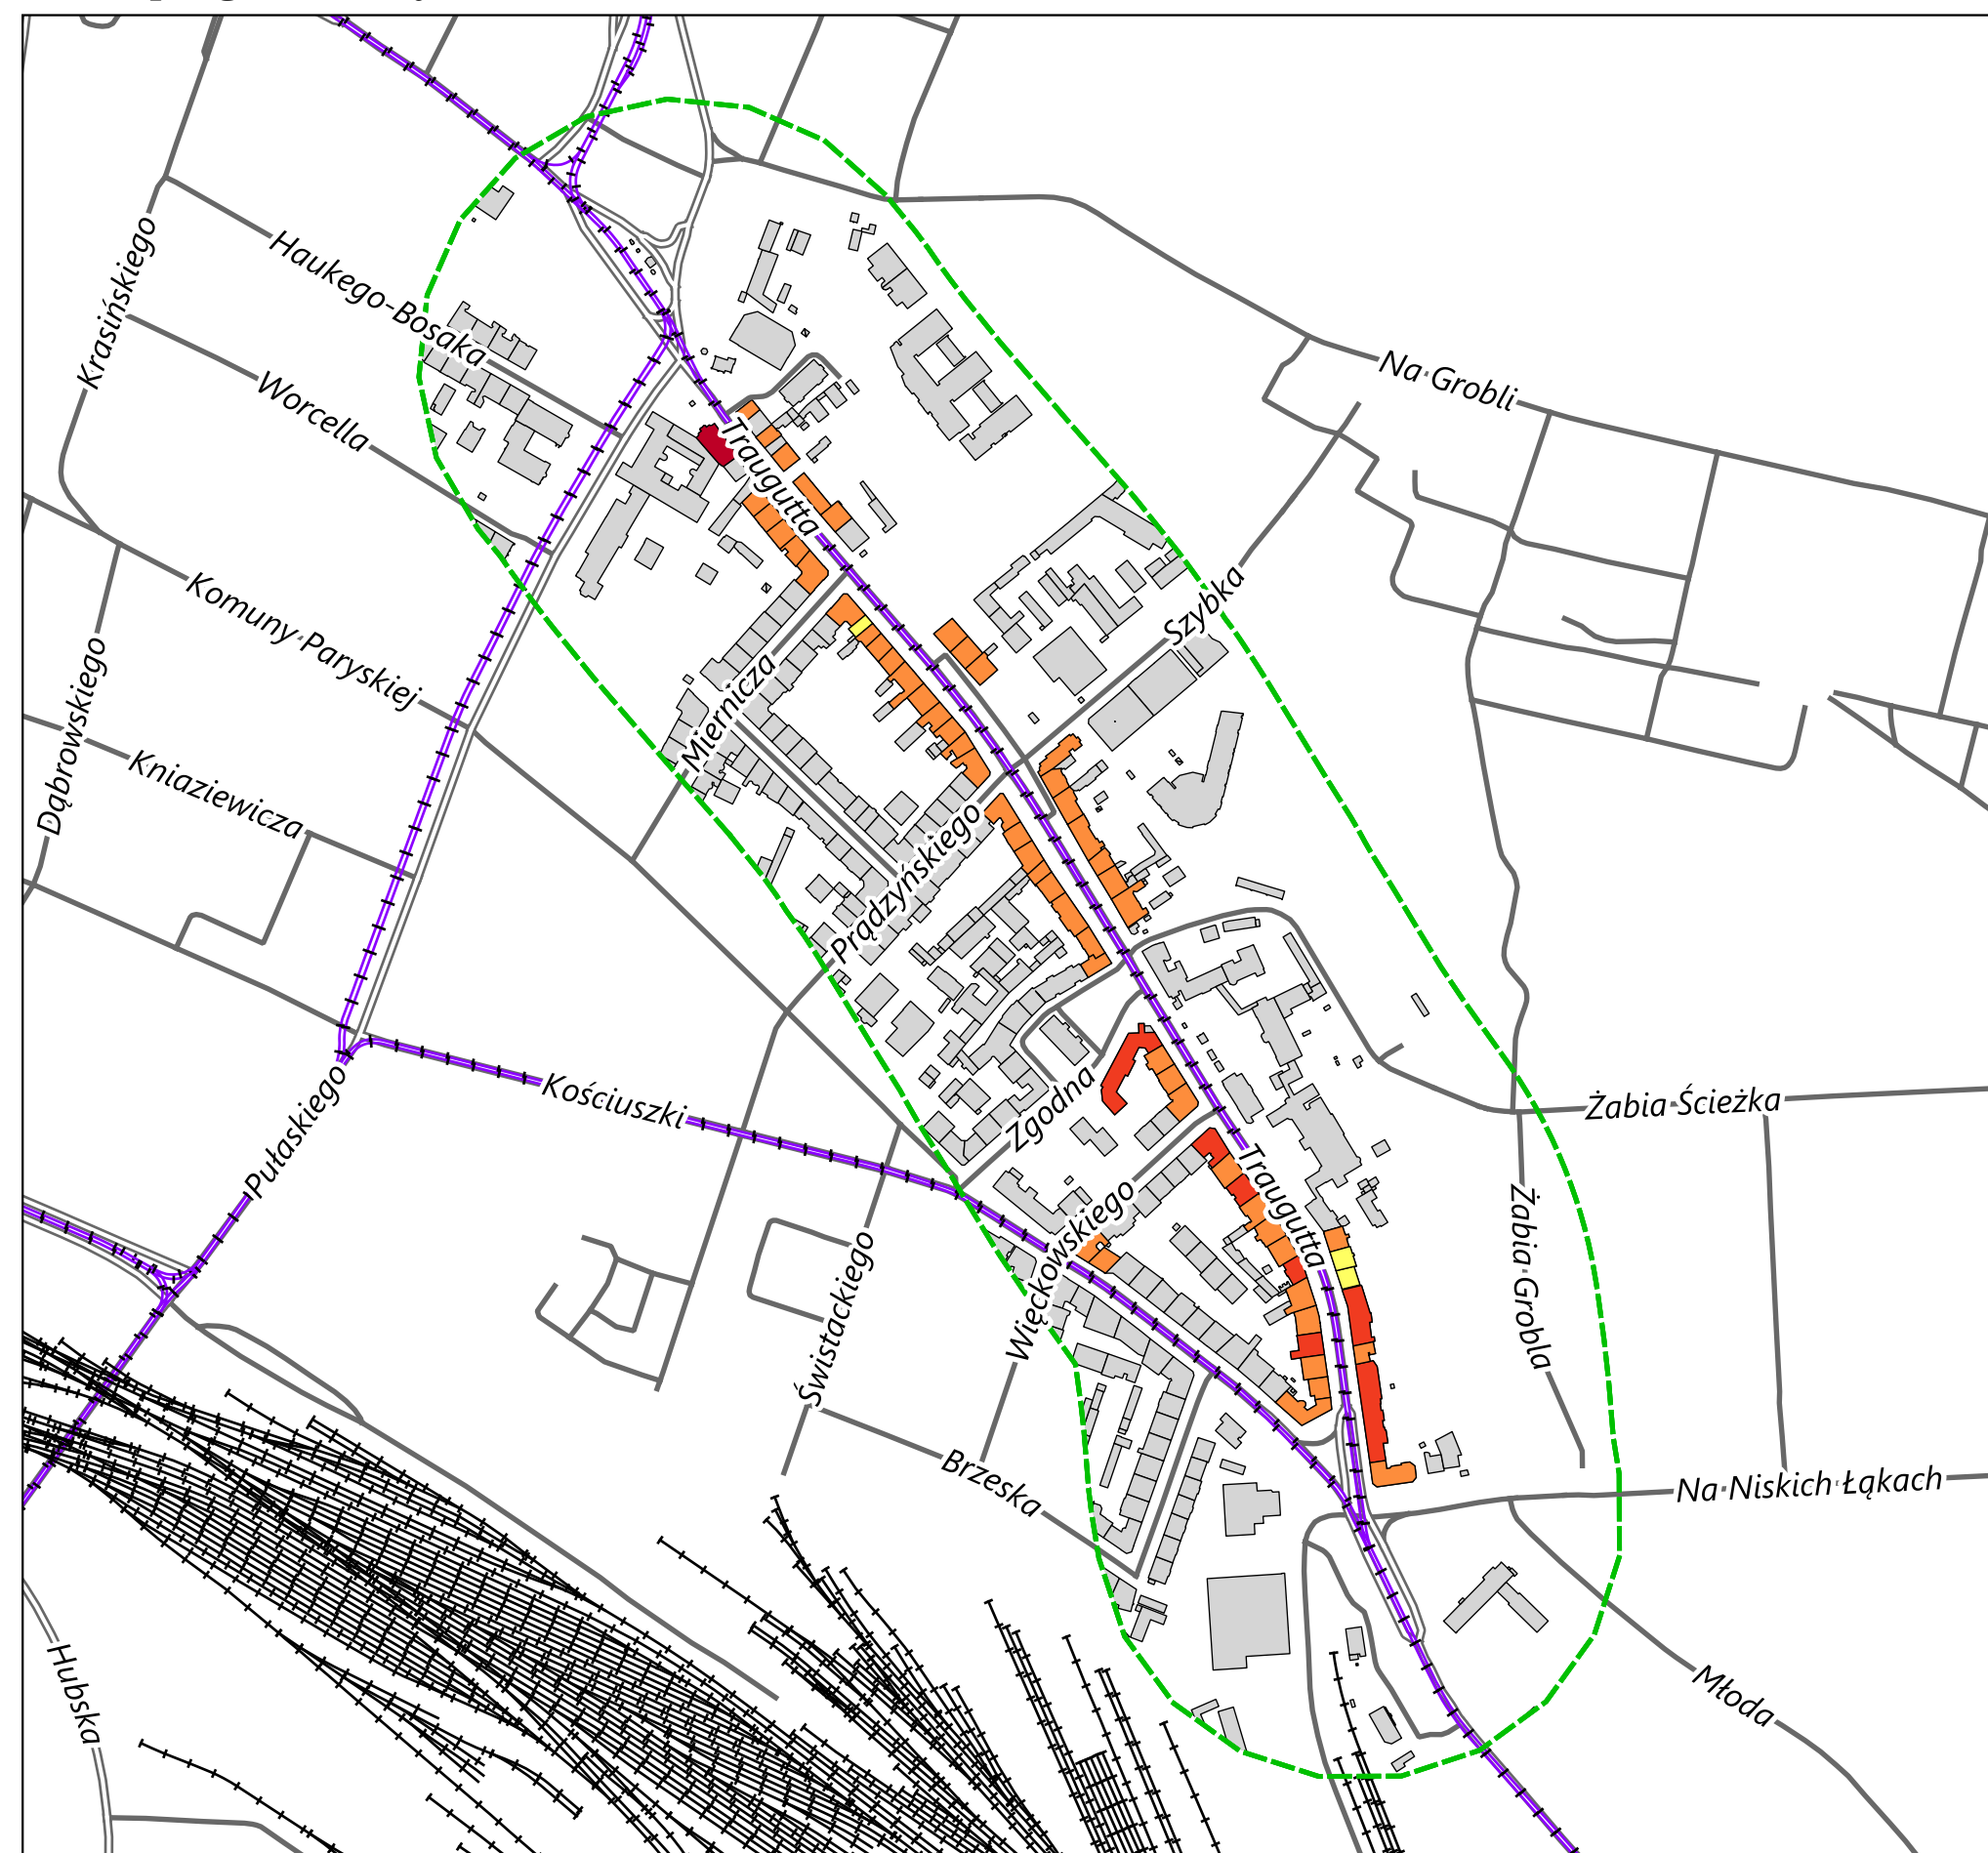 Krasińskiego
Haukego-Bosaka
Worcella
Na Grobli
Traugutta
Szybka
Komuny Paryskiej
Dąbrowskiego
Miernicza
Kniaziewicza
Prądzyńskiego
Kościuszki
Pułaskiego
Zgodna
Żabia Ścieżka
Traugutta
Więckowskiego
Żabia Grobla
Świstackiego
Brzeska
Na Niskich Łąkach
Hubska
Młoda